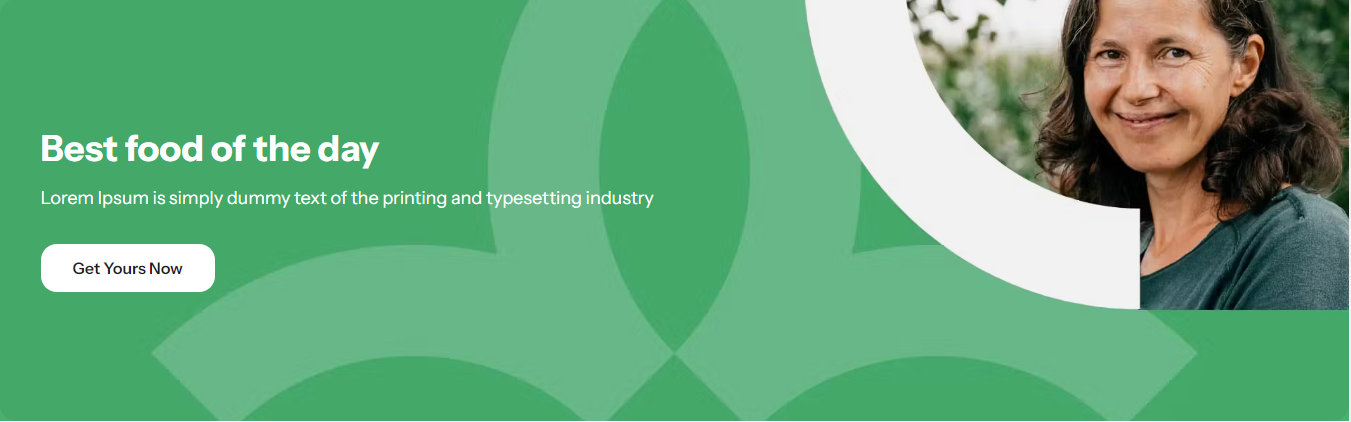 Best food of the day
Lorem Ipsum is simply dummy text of the printing and typesetting industry
Get Yours Now